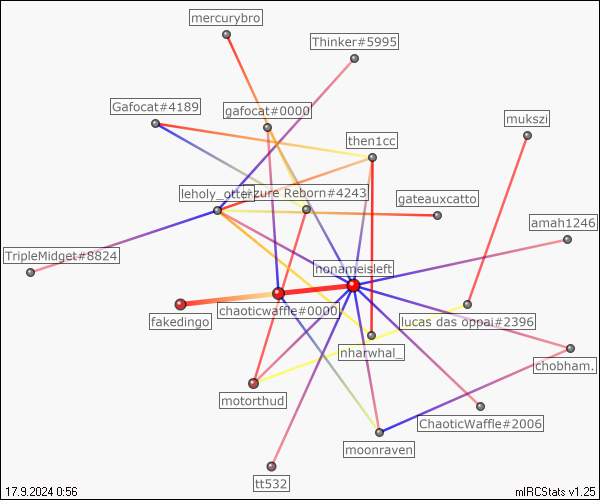 mercurybro
Thinker#5995
Gafocat#4189
gafocat#0000
mukszi
then1cc
leholy_otter
zure Reborn#4243
gateauxcatto
amah1246
TripleMidget#8824
nonameisleft
chaoticwaffle#0000
fakedingo
lucas das oppai#2396
nharwhal_
chobham.
motorthud
ChaoticWaffle#2006
moonraven
tt532
17.9.2024 0:56
mIRCStats v1.25